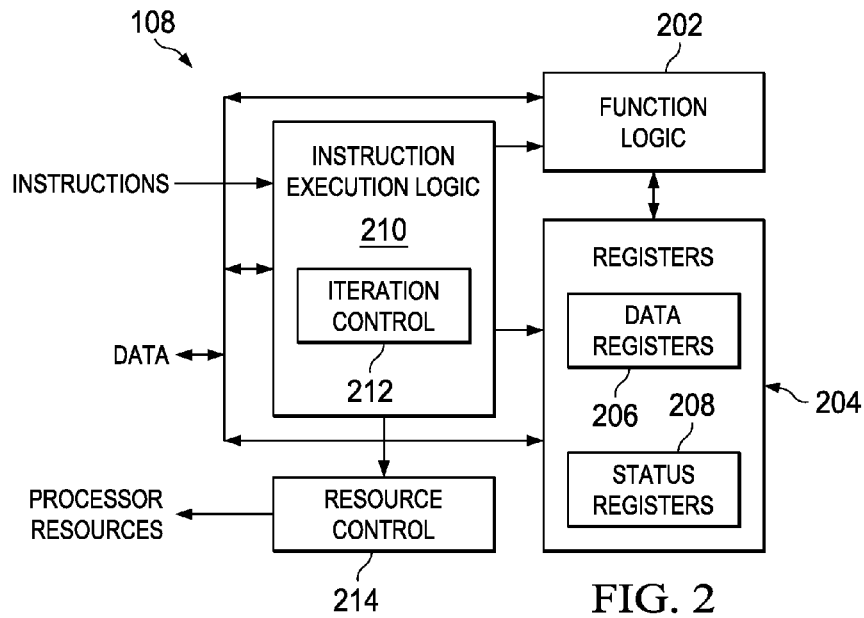 108
202
FUNCTION
LOGIC
INSTRUCTIONS
INSTRUCTION
EXECUTION LOGIC
210
REGISTERS
ITERATION
CONTROL
DATA
REGISTERS
DATA
212
206
208
204
STATUS
REGISTERS
PROCESSOR
RESOURCES
RESOURCE
CONTROL
214
FIG. 2